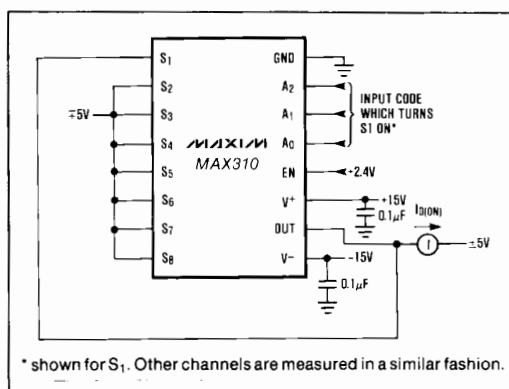 S1
S2
S3
S4
S5
S6
S7
S8
∓5V
MAXIM
MAX310
GND
A2
A1
A0
EN
V+
OUT
V−
INPUT CODE
WHICH TURNS
S1 ON*
+2.4V
+15V
0.1µF
ID(ON)
I
±5V
−15V
0.1µF
* shown for S1. Other channels are measured in a similar fashion.